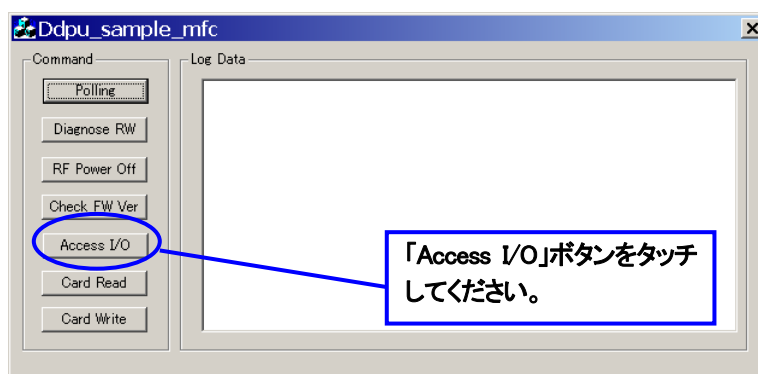 Ddpu_sample_mfc
Command
Log Data
Polling
Diagnose RW
RF Power Off
Check FW Ver
Access I/O
Card Read
Card Write
「Access I/O」ボタンをタッチ
してください。